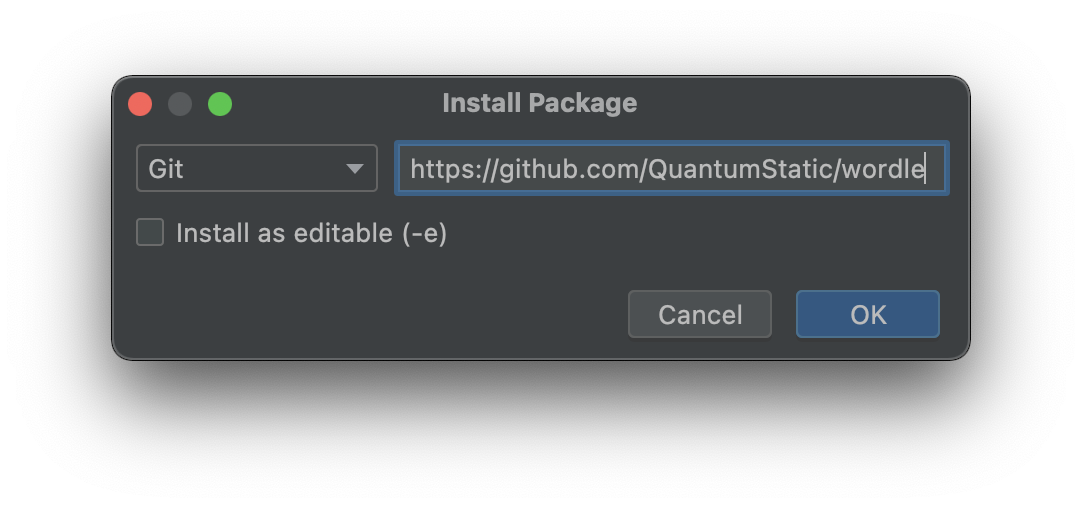 Install Package
Git https://github.com/QuantumStatic/wordle
Install as editable (-e)
Cancel OK